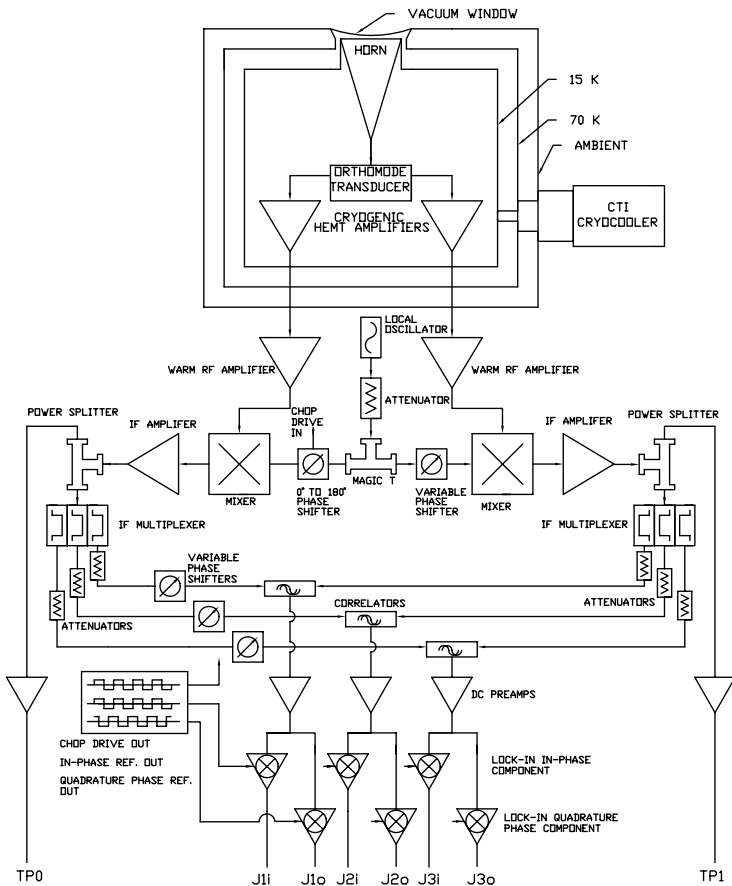 VACUUM WINDOW
HORN
15 K
70 K
AMBIENT
ORTHOMODE
TRANSDUCER
CTI
CRYOCOOLER
CRYOGENIC
HEMT AMPLIFIERS
LOCAL
OSCILLATOR
WARM RF AMPLIFIER
WARM RF AMPLIFIER
ATTENUATOR
POWER SPLITTER
IF AMPLIFER
CHOP
DRIVE
IN
IF AMPLIFER
POWER SPLITTER
MIXER
0° TO 180°
PHASE
SHIFTER
MAGIC T
VARIABLE
PHASE
SHIFTER
MIXER
IF MULTIPLEXER
IF MULTIPLEXER
VARIABLE
PHASE
SHIFTERS
ATTENUATORS
CORRELATORS
ATTENUATORS
DC PREAMPS
CHOP DRIVE OUT
IN-PHASE REF. OUT
QUADRATURE PHASE REF.
OUT
LOCK-IN IN-PHASE
COMPONENT
LOCK-IN QUADRATURE
PHASE COMPONENT
TP0
J1i
J1o
J2i
J2o
J3i
J3o
TP1